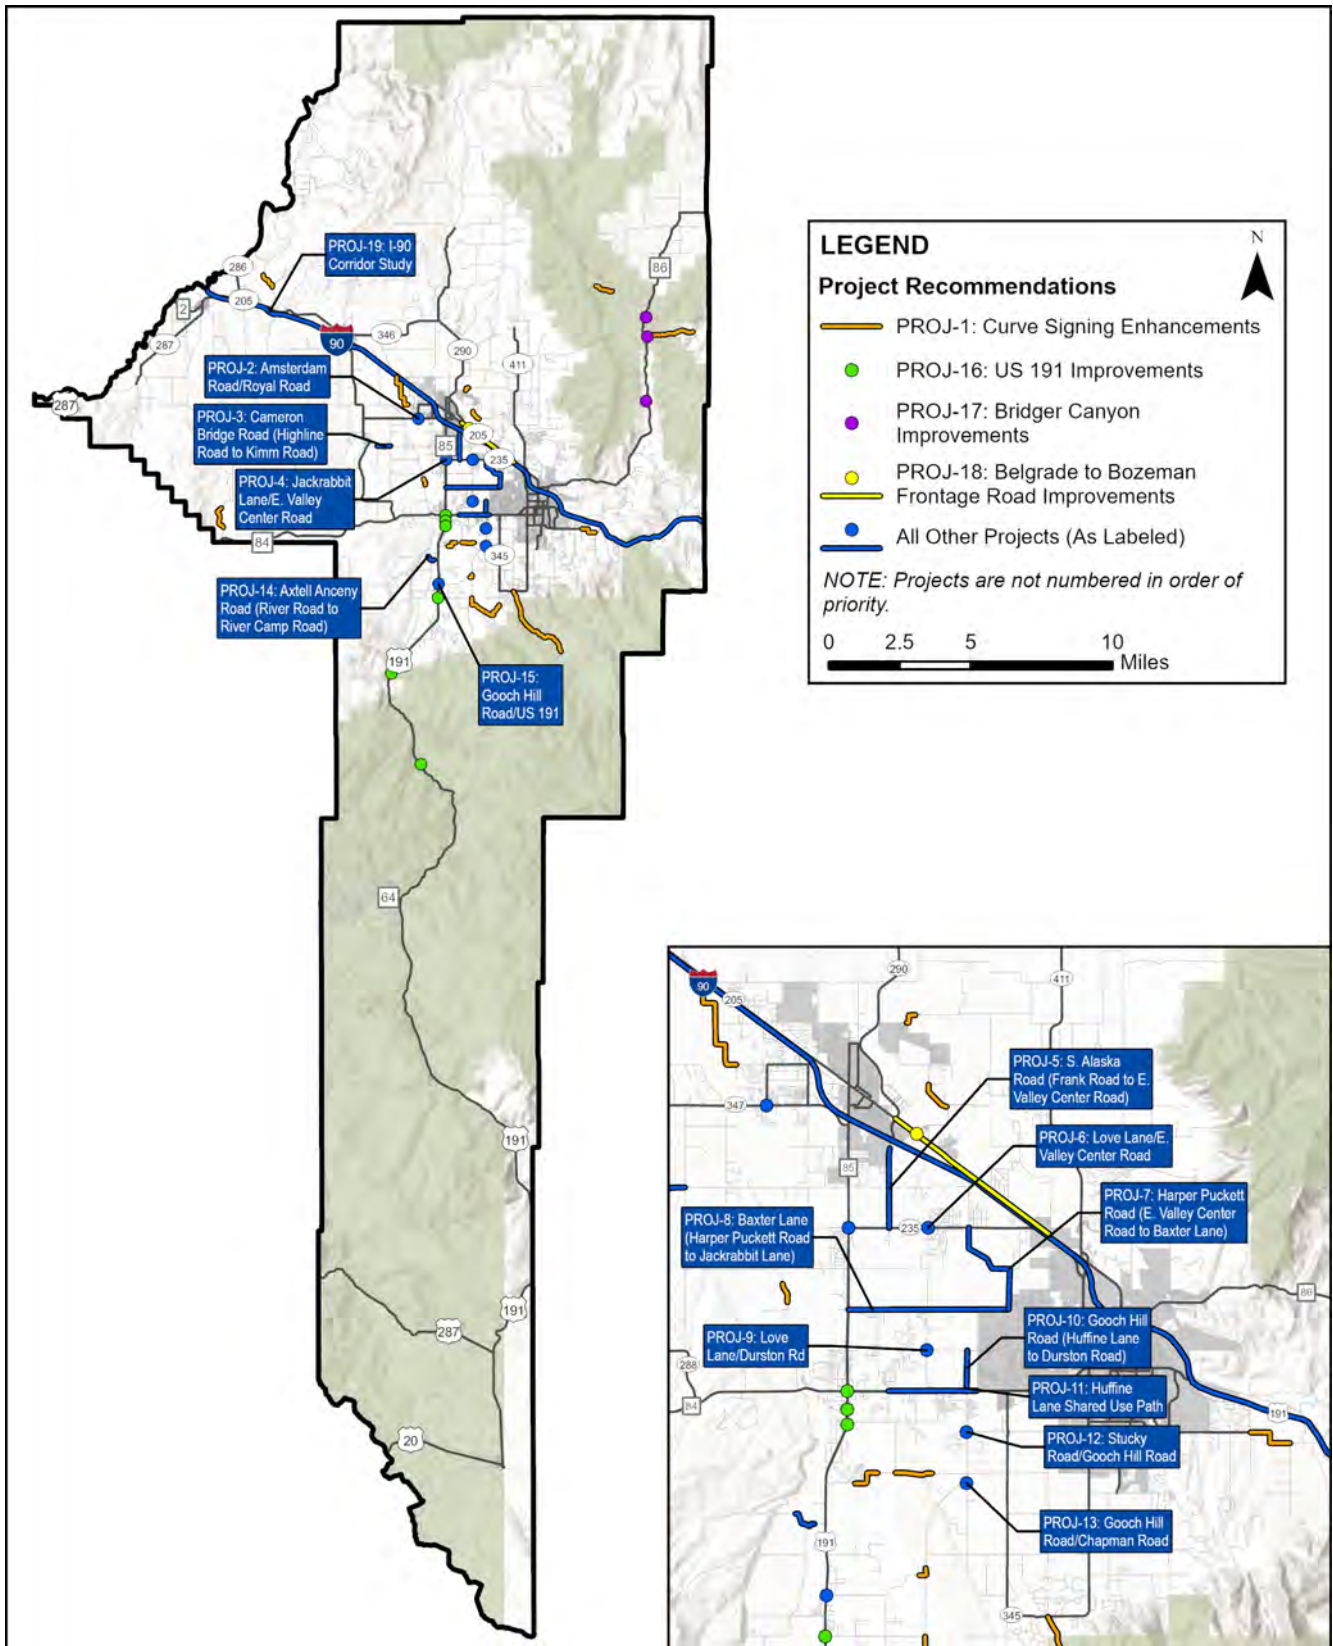 PROJ-19: I-90
Corridor Study
286
205
2
287
90
346
86
290
411
PROJ-2: Amsterdam
Road/Royal Road
287
PROJ-3: Cameron
Bridge Road (Highline
Road to Kimm Road)
205
85
235
PROJ-4: Jackrabbit
Lane/E. Valley
Center Road
84
345
PROJ-14: Axtell Anceny
Road (River Road to
River Camp Road)
191
PROJ-15:
Gooch Hill
Road/US 191
64
191
191
287
20
LEGEND
N
Project Recommendations
PROJ-1: Curve Signing Enhancements
PROJ-16: US 191 Improvements
PROJ-17: Bridger Canyon
Improvements
PROJ-18: Belgrade to Bozeman
Frontage Road Improvements
All Other Projects (As Labeled)
NOTE: Projects are not numbered in order of
priority.
0 2.5 5 10
Miles
290
411
90
205
PROJ-5: S. Alaska
Road (Frank Road to E.
Valley Center Road)
347
PROJ-6: Love Lane/E.
Valley Center Road
85
PROJ-7: Harper Puckett
Road (E. Valley Center
Road to Baxter Lane)
PROJ-8: Baxter Lane
(Harper Puckett Road
to Jackrabbit Lane)
235
86
PROJ-9: Love
Lane/Durston Rd
PROJ-10: Gooch Hill
Road (Huffine Lane
to Durston Road)
288
84
PROJ-11: Huffine
Lane Shared Use Path
191
PROJ-12: Stucky
Road/Gooch Hill Road
PROJ-13: Gooch Hill
Road/Chapman Road
191
345